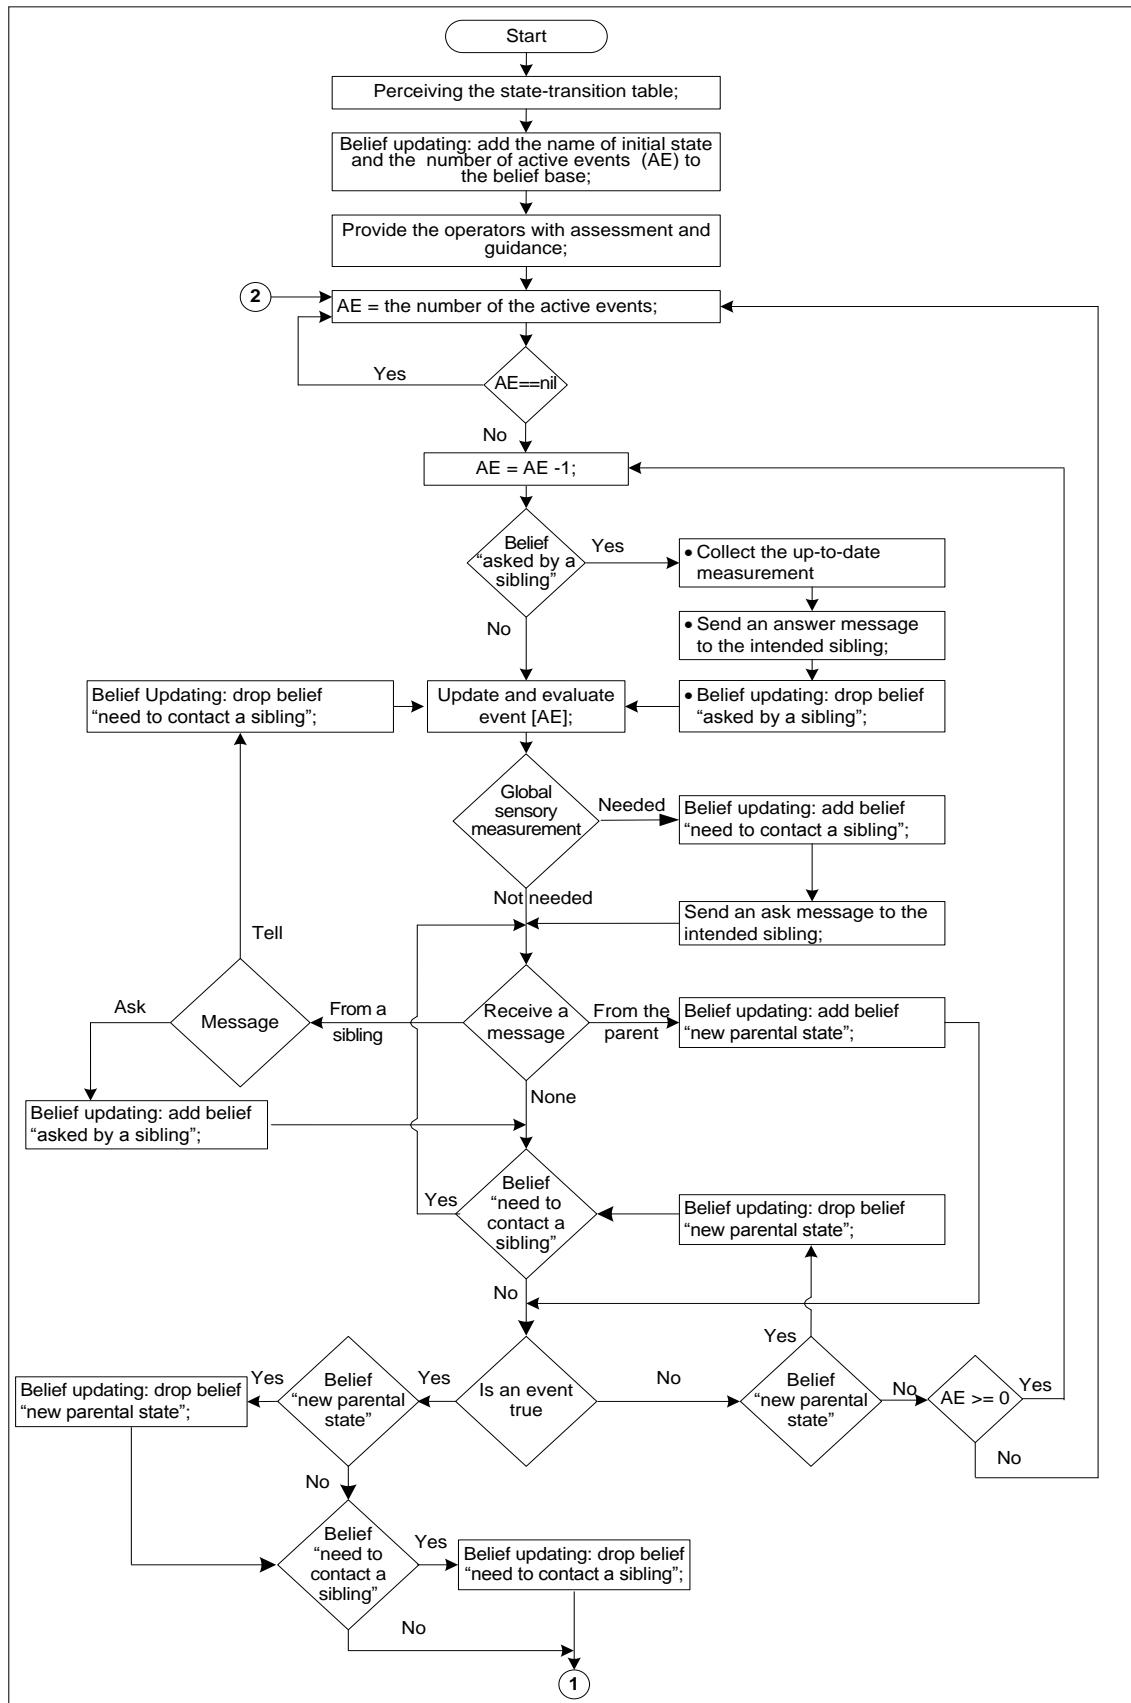 Start
Perceiving the state-transition table;
Belief updating: add the name of initial state
and the number of active events (AE) to
the belief base;
Provide the operators with assessment and
guidance;
2
AE = the number of the active events;
Yes
AE==nil
No
AE = AE -1;
Belief
“asked by a
sibling”
Yes
• Collect the up-to-date
measurement
No
• Send an answer message
to the intended sibling;
Belief Updating: drop belief
“need to contact a sibling”;
Update and evaluate
event [AE];
• Belief updating: drop belief
“asked by a sibling”;
Global
sensory
measurement
Needed
Belief updating: add belief
“need to contact a sibling”;
Not needed
Send an ask message to the
intended sibling;
Tell
Ask
Message
From a
sibling
Receive a
message
From the
parent
Belief updating: add belief
“new parental state”;
None
Belief updating: add belief
“asked by a sibling”;
Yes
Belief
“need to
contact a
sibling”
Belief updating: drop belief
“new parental state”;
No
Yes
Belief updating: drop belief
“new parental state”;
Yes
Belief
“new parental
state”
Yes
Is an event
true
No
Belief
“new parental
state”
No
AE >= 0
Yes
No
No
Belief
“need to
contact a
sibling”
Yes
Belief updating: drop belief
“need to contact a sibling”;
No
1